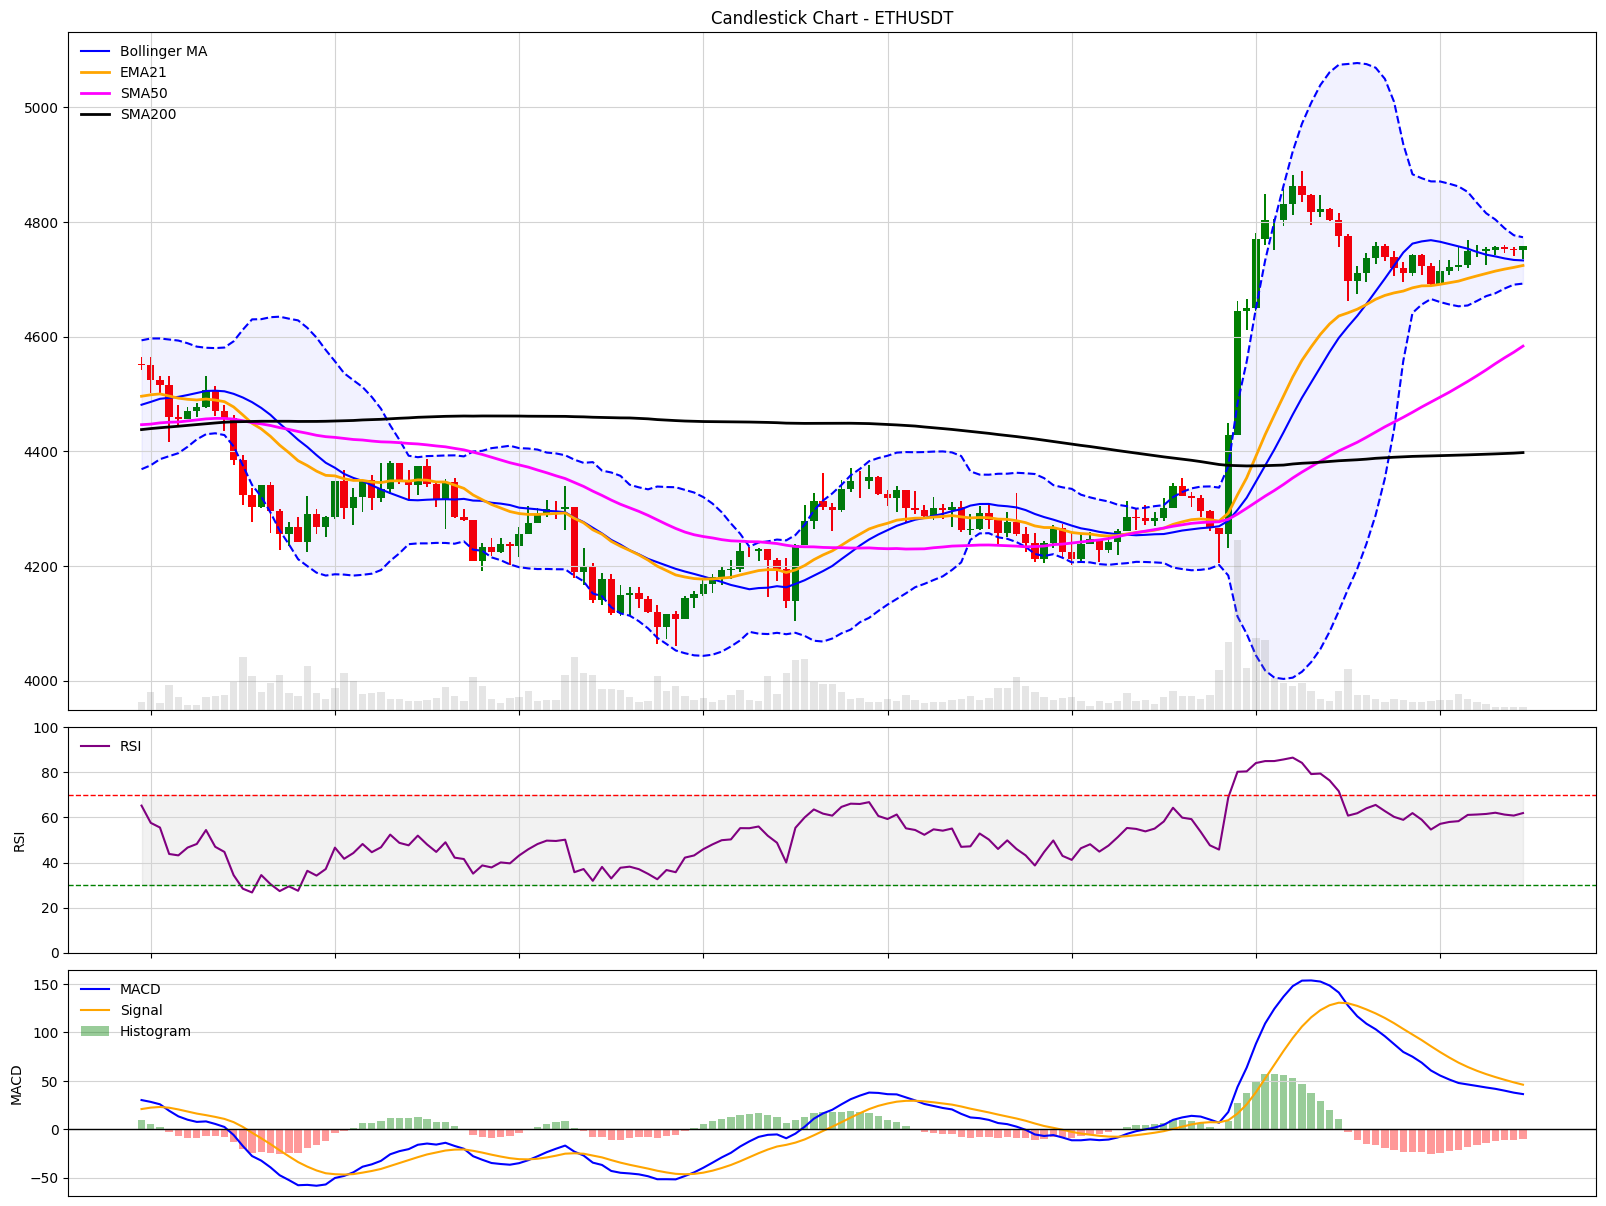 Candlestick Chart - ETHUSDT
Bollinger MA
EMA21
SMA50
SMA200
5000
4800
4600
4400
4200
4000
RSI
100
80
60
40
20
0
RSI
MACD
Signal
Histogram
150
100
50
0
−50
MACD